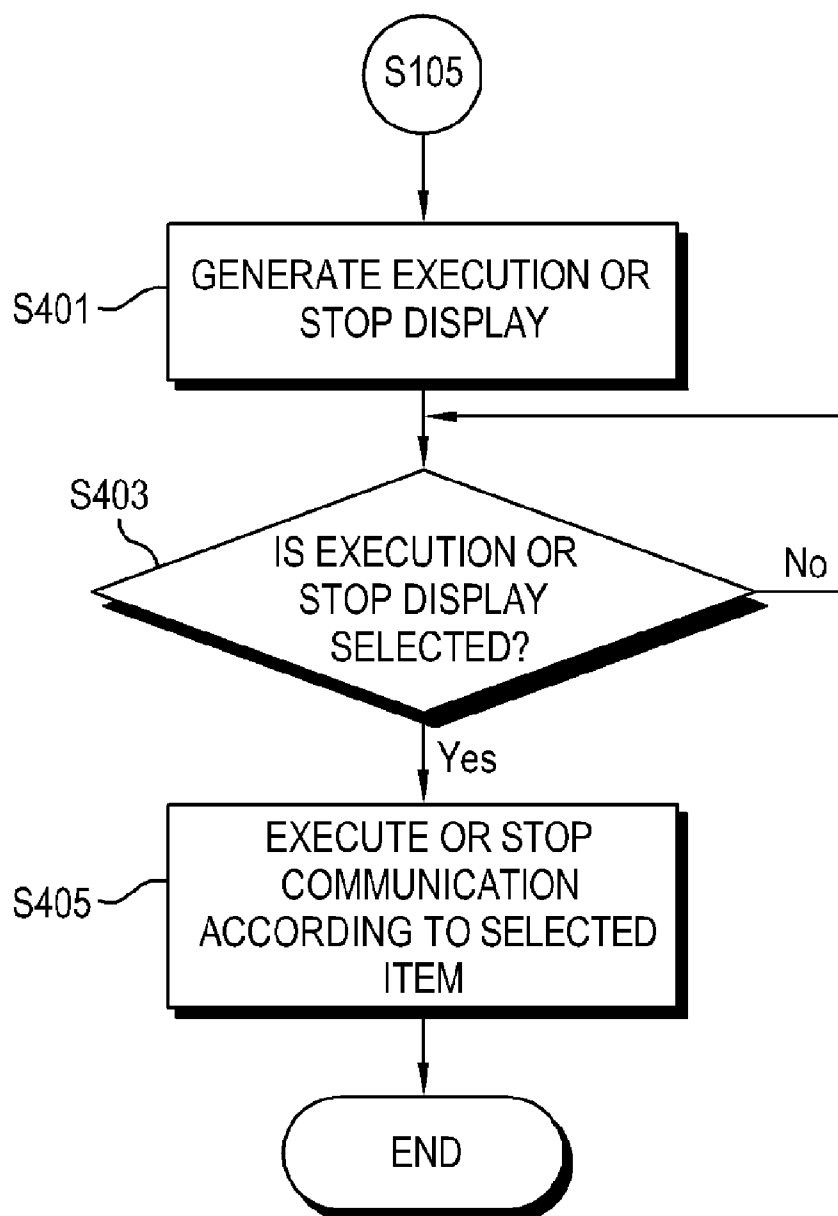 S105
GENERATE EXECUTION OR
STOP DISPLAY
S401
S403
IS EXECUTION OR
STOP DISPLAY
SELECTED?
No
Yes
EXECUTE OR STOP
COMMUNICATION
ACCORDING TO SELECTED
ITEM
S405
END